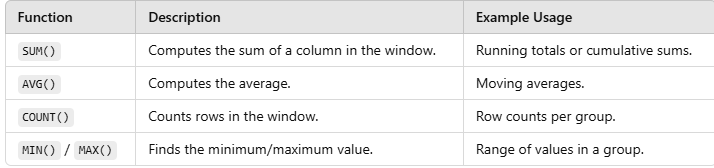 Function Description Example Usage
SUM() Computes the sum of a column in the window. Running totals or cumulative sums.
AVG() Computes the average. Moving averages.
COUNT() Counts rows in the window. Row counts per group.
MIN() / MAX() Finds the minimum/maximum value. Range of values in a group.